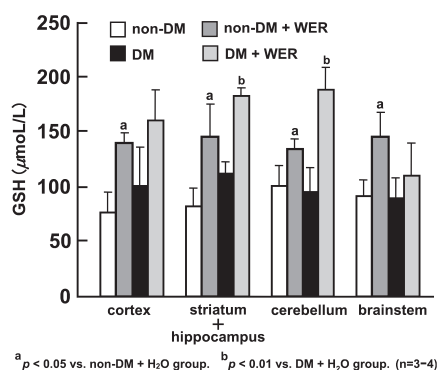 250
200
150
100
50
0
GSH (μmoL/L)
non-DM non-DM + WER
DM DM + WER
a
a b
a b
a
cortex striatum cerebellum brainstem
+
hippocampus
a p < 0.05 vs. non-DM + H2O group. b p < 0.01 vs. DM + H2O group. (n=3−4)